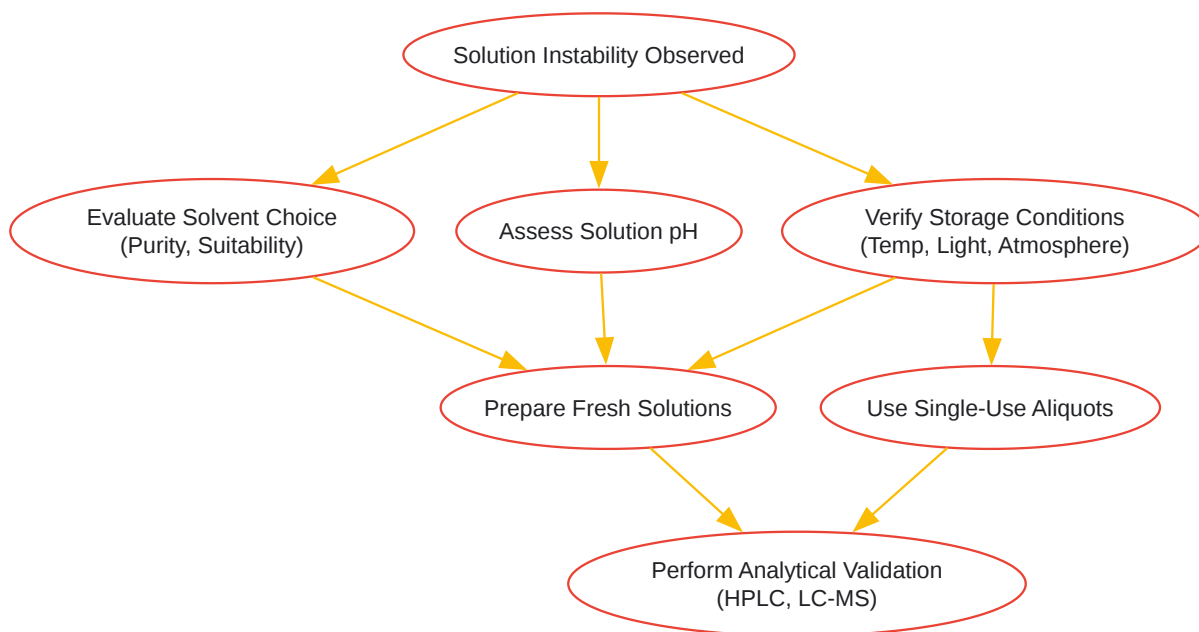 Solution Instability Observed
Evaluate Solvent Choice
(Purity, Suitability)
Assess Solution pH
Verify Storage Conditions
(Temp, Light, Atmosphere)
Prepare Fresh Solutions
Use Single-Use Aliquots
Perform Analytical Validation
(HPLC, LC-MS)